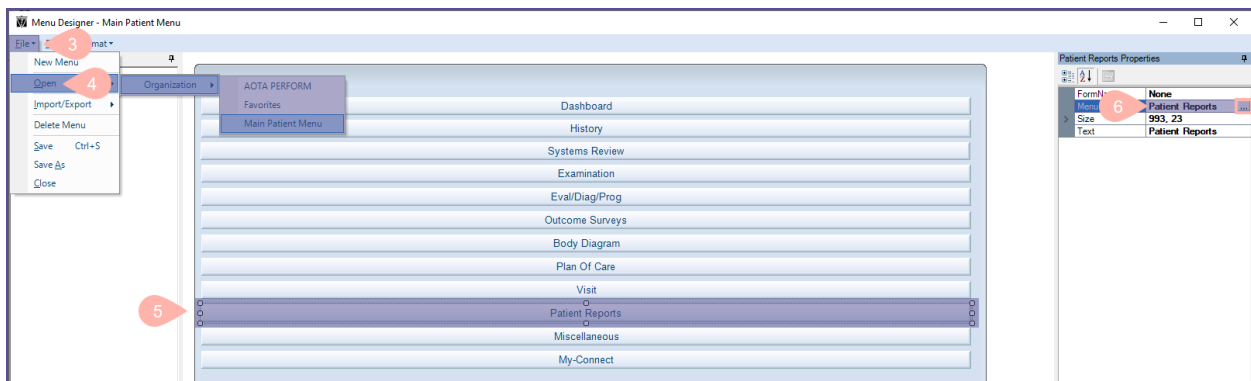 Menu Designer - Main Patient Menu
File
3
mat
New Menu
Open
4
Organization
AOTA PERFORM
Import/Export
Favorites
Main Patient Menu
Delete Menu
Save Ctrl+S
Save As
Close
Dashboard
History
Systems Review
Examination
Eval/Diag/Prog
Outcome Surveys
Body Diagram
Plan Of Care
Visit
5
Patient Reports
Miscellaneous
My-Connect
Patient Reports Properties
FormN None
Menu 6 Patient Reports ...
Size 993, 23
Text Patient Reports